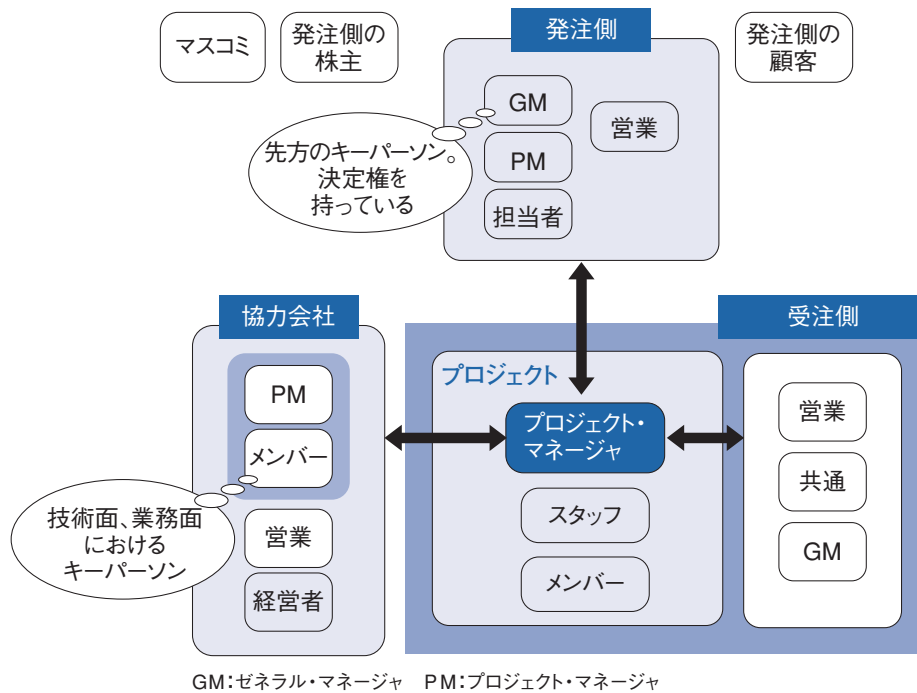 マスコミ
発注側の
株主
発注側
発注側の
顧客
GM
営業
先方のキーパーソン。
決定権を
持っている
PM
担当者
協力会社
受注側
PM
メンバー
技術面、業務面
における
キーパーソン
営業
経営者
プロジェクト
プロジェクト・
マネージャ
スタッフ
メンバー
営業
共通
GM
GM：ゼネラル・マネージャ　PM：プロジェクト・マネージャ